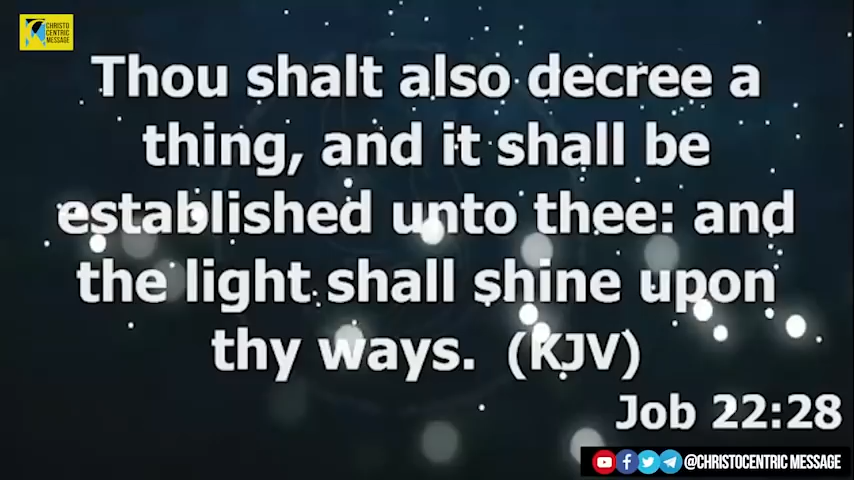 CHRISTO
CENTRIC
MESSAGE
Thou shalt also decree a
thing, and it shall be
established unto thee: and
the light shall shine upon
thy ways. (KJV)
Job 22:28
@CHRISTOCENTRIC MESSAGE